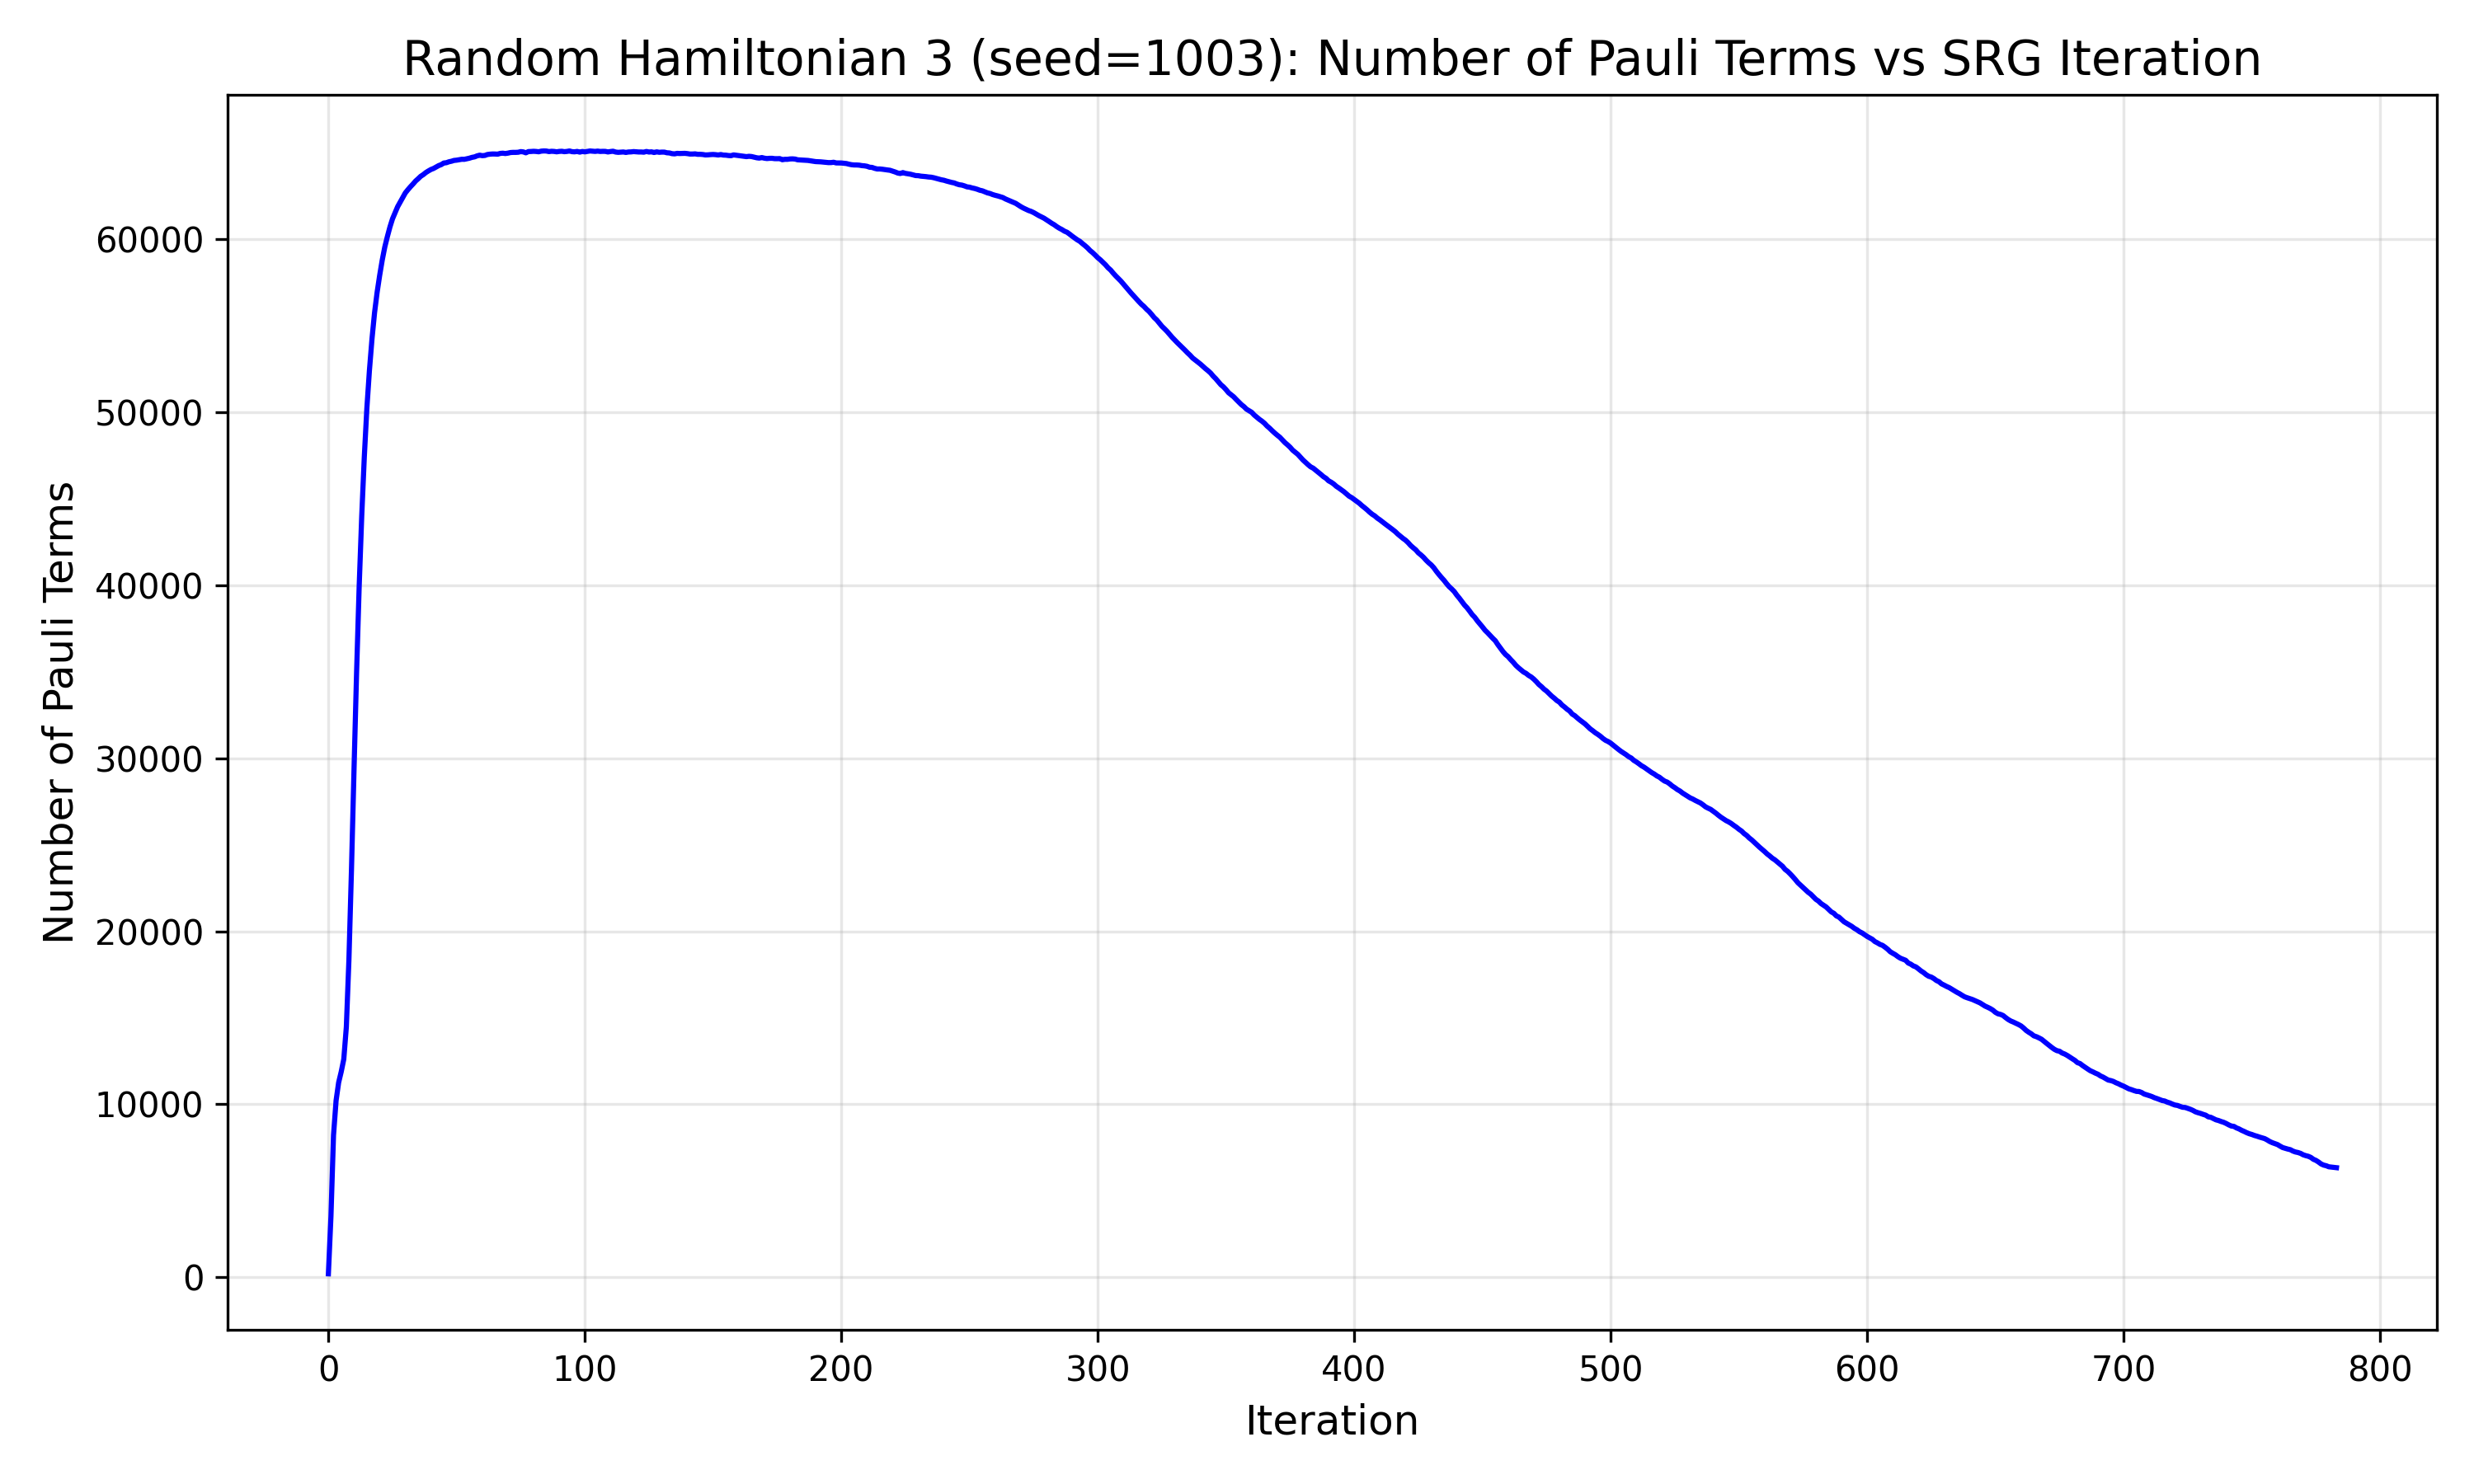 Random Hamiltonian 3 (seed=1003): Number of Pauli Terms vs SRG Iteration
Number of Pauli Terms
60000
50000
40000
30000
20000
10000
0
0 100 200 300 400 500 600 700 800
Iteration